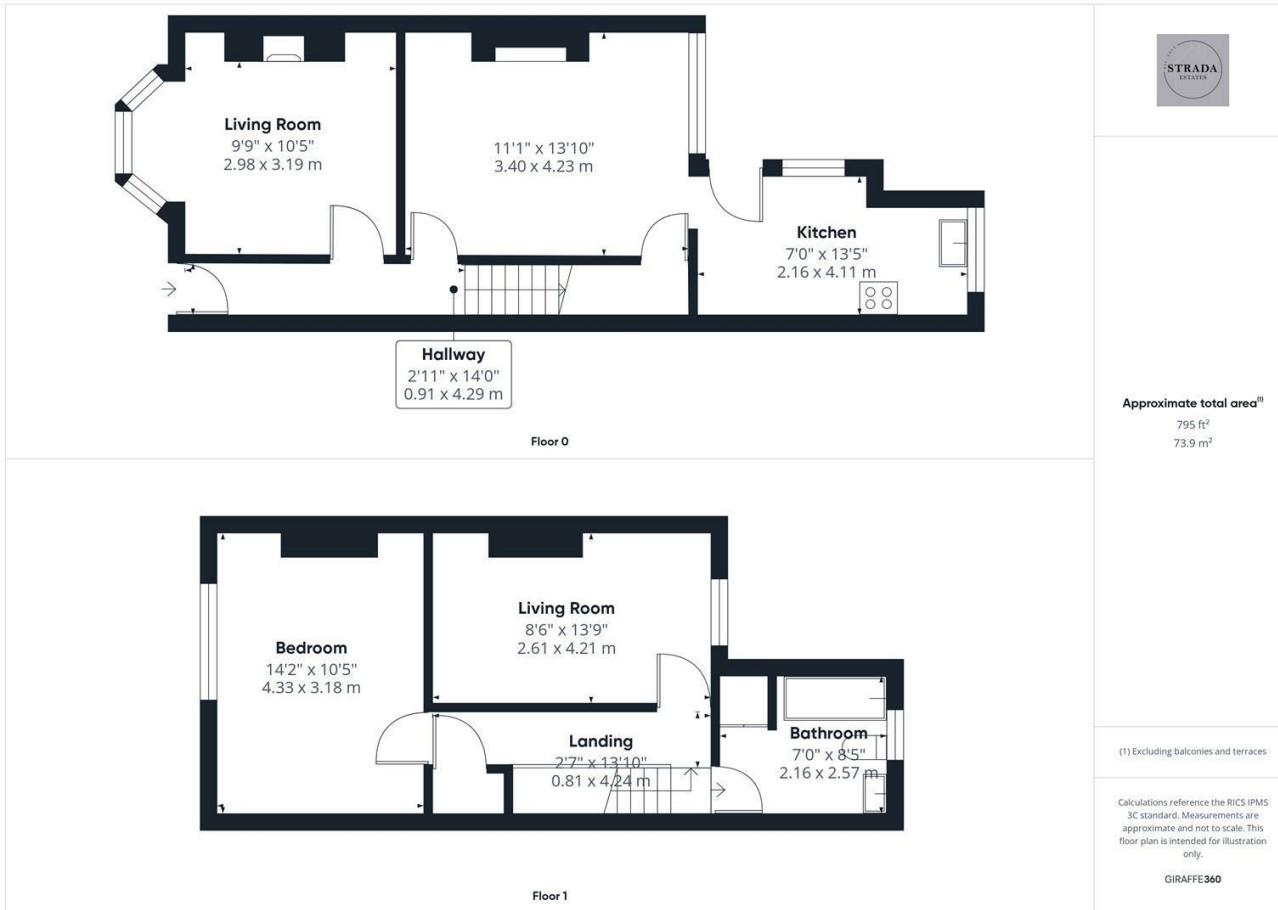 Living Room
9'9" x 10'5"
2.98 x 3.19 m
11'1" x 13'10"
3.40 x 4.23 m
Kitchen
7'0" x 13'5"
2.16 x 4.11 m
Hallway
2'11" x 14'0"
0.91 x 4.29 m
Floor 0
Bedroom
14'2" x 10'5"
4.33 x 3.18 m
Living Room
8'6" x 13'9"
2.61 x 4.21 m
Landing
2'7" x 13'10"
0.81 x 4.24 m
Bathroom
7'0" x 8'5"
2.16 x 2.57 m
Floor 1
STRADA
ESTATES
Approximate total area(1)
795 ft²
73.9 m²
(1) Excluding balconies and terraces
Calculations reference the RICS IPMS
3C standard. Measurements are
approximate and not to scale. This
floor plan is intended for illustration
only.
GIRAFFE360